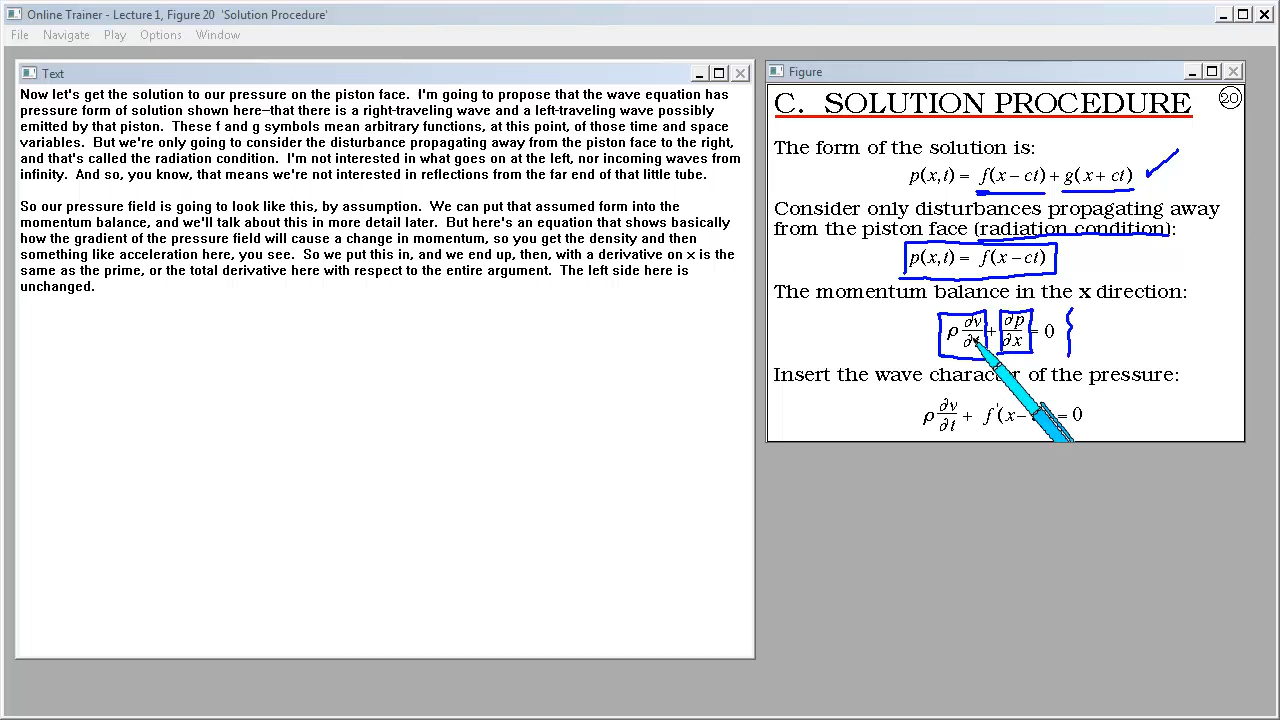 Online Trainer - Lecture 1, Figure 20 'Solution Procedure'
File Navigate Play Options Window
Text
Now let's get the solution to our pressure on the piston face. I'm going to propose that the wave equation has
pressure form of solution shown here--that there is a right-traveling wave and a left-traveling wave possibly
emitted by that piston. These f and g symbols mean arbitrary functions, at this point, of those time and space
variables. But we're only going to consider the disturbance propagating away from the piston face to the right,
and that's called the radiation condition. I'm not interested in what goes on at the left, nor incoming waves from
infinity. And so, you know, that means we're not interested in reflections from the far end of that little tube.
So our pressure field is going to look like this, by assumption. We can put that assumed form into the
momentum balance, and we'll talk about this in more detail later. But here's an equation that shows basically
how the gradient of the pressure field will cause a change in momentum, so you get the density and then
something like acceleration here, you see. So we put this in, and we end up, then, with a derivative on x is the
same as the prime, or the total derivative here with respect to the entire argument. The left side here is
unchanged.
Figure
C. SOLUTION PROCEDURE
20
The form of the solution is:
p(x,t) = f(x − ct) + g(x + ct)
Consider only disturbances propagating away
from the piston face (radiation condition):
p(x,t) = f(x − ct)
The momentum balance in the x direction:
ρ ∂v/∂t + ∂p/∂x = 0
Insert the wave character of the pressure:
ρ ∂v/∂t + f'(x− = 0